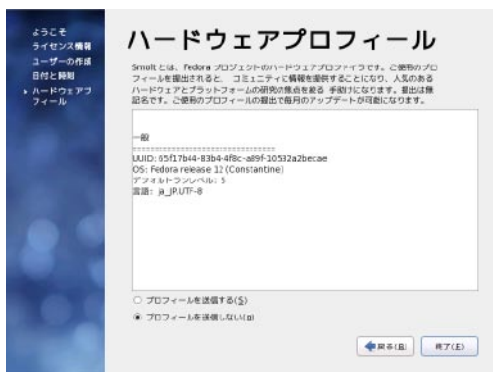 ようこそ
ライセンス情報
ユーザーの作成
日付と時刻
ハードウェアプロ
フィール
ハードウェアプロフィール
Smolt とは、Fedora プロジェクトのハードウェアプロファイラです。ご使用のプロ
フィールを提出されると、 コミュニティに情報を提供することになり、人気のある
ハードウェアとプラットフォームの研究の焦点を絞る 手助けになります。提出は無
記名です。ご使用のプロフィールの提出で毎月のアップデートが可能になります。
一般
=================================
UUID: 65f17b44-83b4-4f8c-a89f-10532a2becae
OS: Fedora release 12 (Constantine)
デフォルトランレベル: 5
言語: ja_JP.UTF-8
プロフィールを送信する(S)
プロフィールを送信しない(n)
戻る(B)
終了(F)